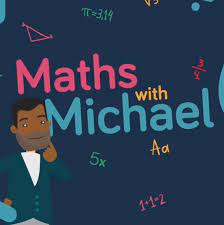 π=3.14
Maths
with
Michael
5x
Aa
1+1=2